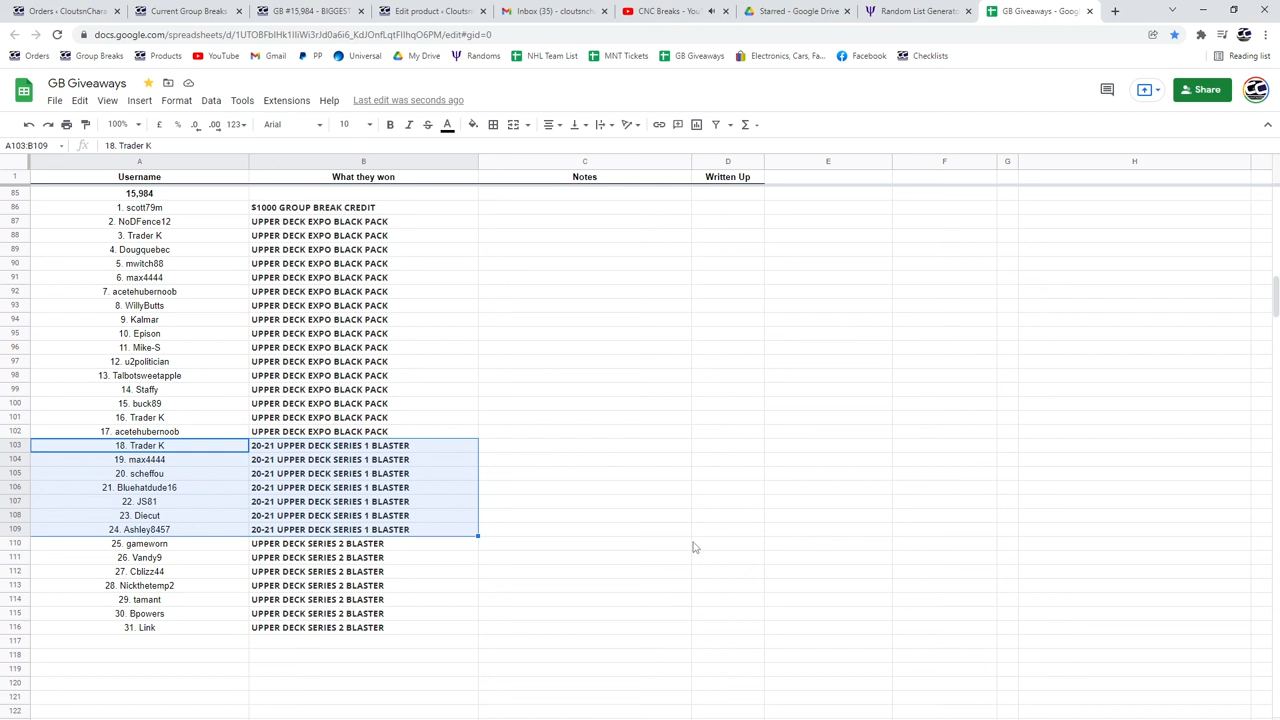 Orders ‹ CloutsnChar
Current Group Breaks
GB #15,984 - BIGGEST
Edit product ‹ Cloutsn
Inbox (35) - cloutsnch
CNC Breaks - You
Starred - Google Drive
Random List Generato
GB Giveaways - Goog
docs.google.com/spreadsheets/d/1UTOBFbIHk1IiWi3rJd0a6i6_KdJOnfLqtFIIhqO6PM/edit#gid=0
Orders
Group Breaks
Products
YouTube
Gmail
PP
Universal
My Drive
Randoms
NHL Team List
MNT Tickets
GB Giveaways
Electronics, Cars, Fa...
Facebook
Checklists
Reading list
GB Giveaways
File Edit View Insert Format Data Tools Extensions Help Last edit was seconds ago
Share
100% £ % .0 .00 123 Arial 10 B I S A
A103:B109 fx 18. Trader K
A B C D E F G H
1 Username What they won Notes Written Up
85 15,984
86 1. scott79m $1000 GROUP BREAK CREDIT
87 2. NoDFence12 UPPER DECK EXPO BLACK PACK
88 3. Trader K UPPER DECK EXPO BLACK PACK
89 4. Dougquebec UPPER DECK EXPO BLACK PACK
90 5. mwitch88 UPPER DECK EXPO BLACK PACK
91 6. max4444 UPPER DECK EXPO BLACK PACK
92 7. acetehubernoob UPPER DECK EXPO BLACK PACK
93 8. WillyButts UPPER DECK EXPO BLACK PACK
94 9. Kalmar UPPER DECK EXPO BLACK PACK
95 10. Epison UPPER DECK EXPO BLACK PACK
96 11. Mike-S UPPER DECK EXPO BLACK PACK
97 12. u2politician UPPER DECK EXPO BLACK PACK
98 13. Talbotsweetapple UPPER DECK EXPO BLACK PACK
99 14. Staffy UPPER DECK EXPO BLACK PACK
100 15. buck89 UPPER DECK EXPO BLACK PACK
101 16. Trader K UPPER DECK EXPO BLACK PACK
102 17. acetehubernoob UPPER DECK EXPO BLACK PACK
103 18. Trader K 20-21 UPPER DECK SERIES 1 BLASTER
104 19. max4444 20-21 UPPER DECK SERIES 1 BLASTER
105 20. scheffou 20-21 UPPER DECK SERIES 1 BLASTER
106 21. Bluehatdude16 20-21 UPPER DECK SERIES 1 BLASTER
107 22. JS81 20-21 UPPER DECK SERIES 1 BLASTER
108 23. Diecut 20-21 UPPER DECK SERIES 1 BLASTER
109 24. Ashley8457 20-21 UPPER DECK SERIES 1 BLASTER
110 25. gameworn UPPER DECK SERIES 2 BLASTER
111 26. Vandy9 UPPER DECK SERIES 2 BLASTER
112 27. Cblizz44 UPPER DECK SERIES 2 BLASTER
113 28. Nickthetemp2 UPPER DECK SERIES 2 BLASTER
114 29. tamant UPPER DECK SERIES 2 BLASTER
115 30. Bpowers UPPER DECK SERIES 2 BLASTER
116 31. Link UPPER DECK SERIES 2 BLASTER
117
118
119
120
121
122